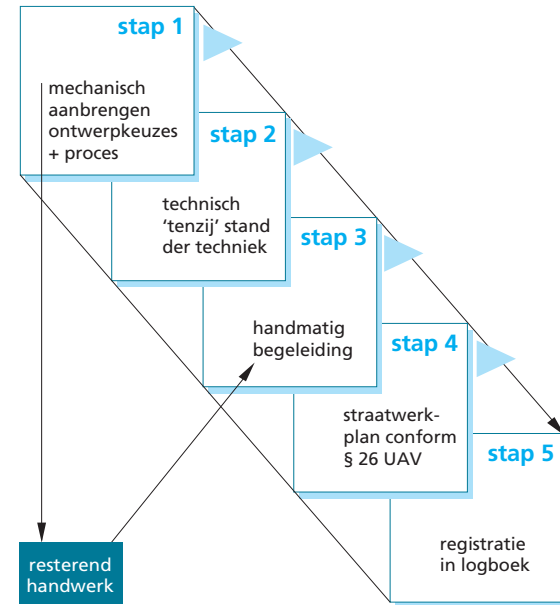 stap 1
mechanisch
aanbrengen
ontwerpkeuzes
+ proces
stap 2
technisch
‘tenzij’ stand
der techniek
stap 3
handmatig
begeleiding
stap 4
straatwerk-
plan conform
§ 26 UAV
stap 5
registratie
in logboek
resterend
handwerk